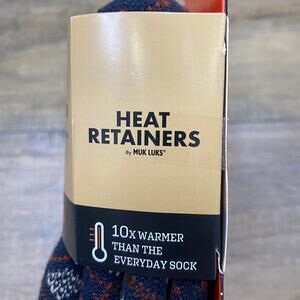 HEAT
RETAINERS
By MUK LUKS®
10X WARMER
THAN THE
EVERYDAY SOCK